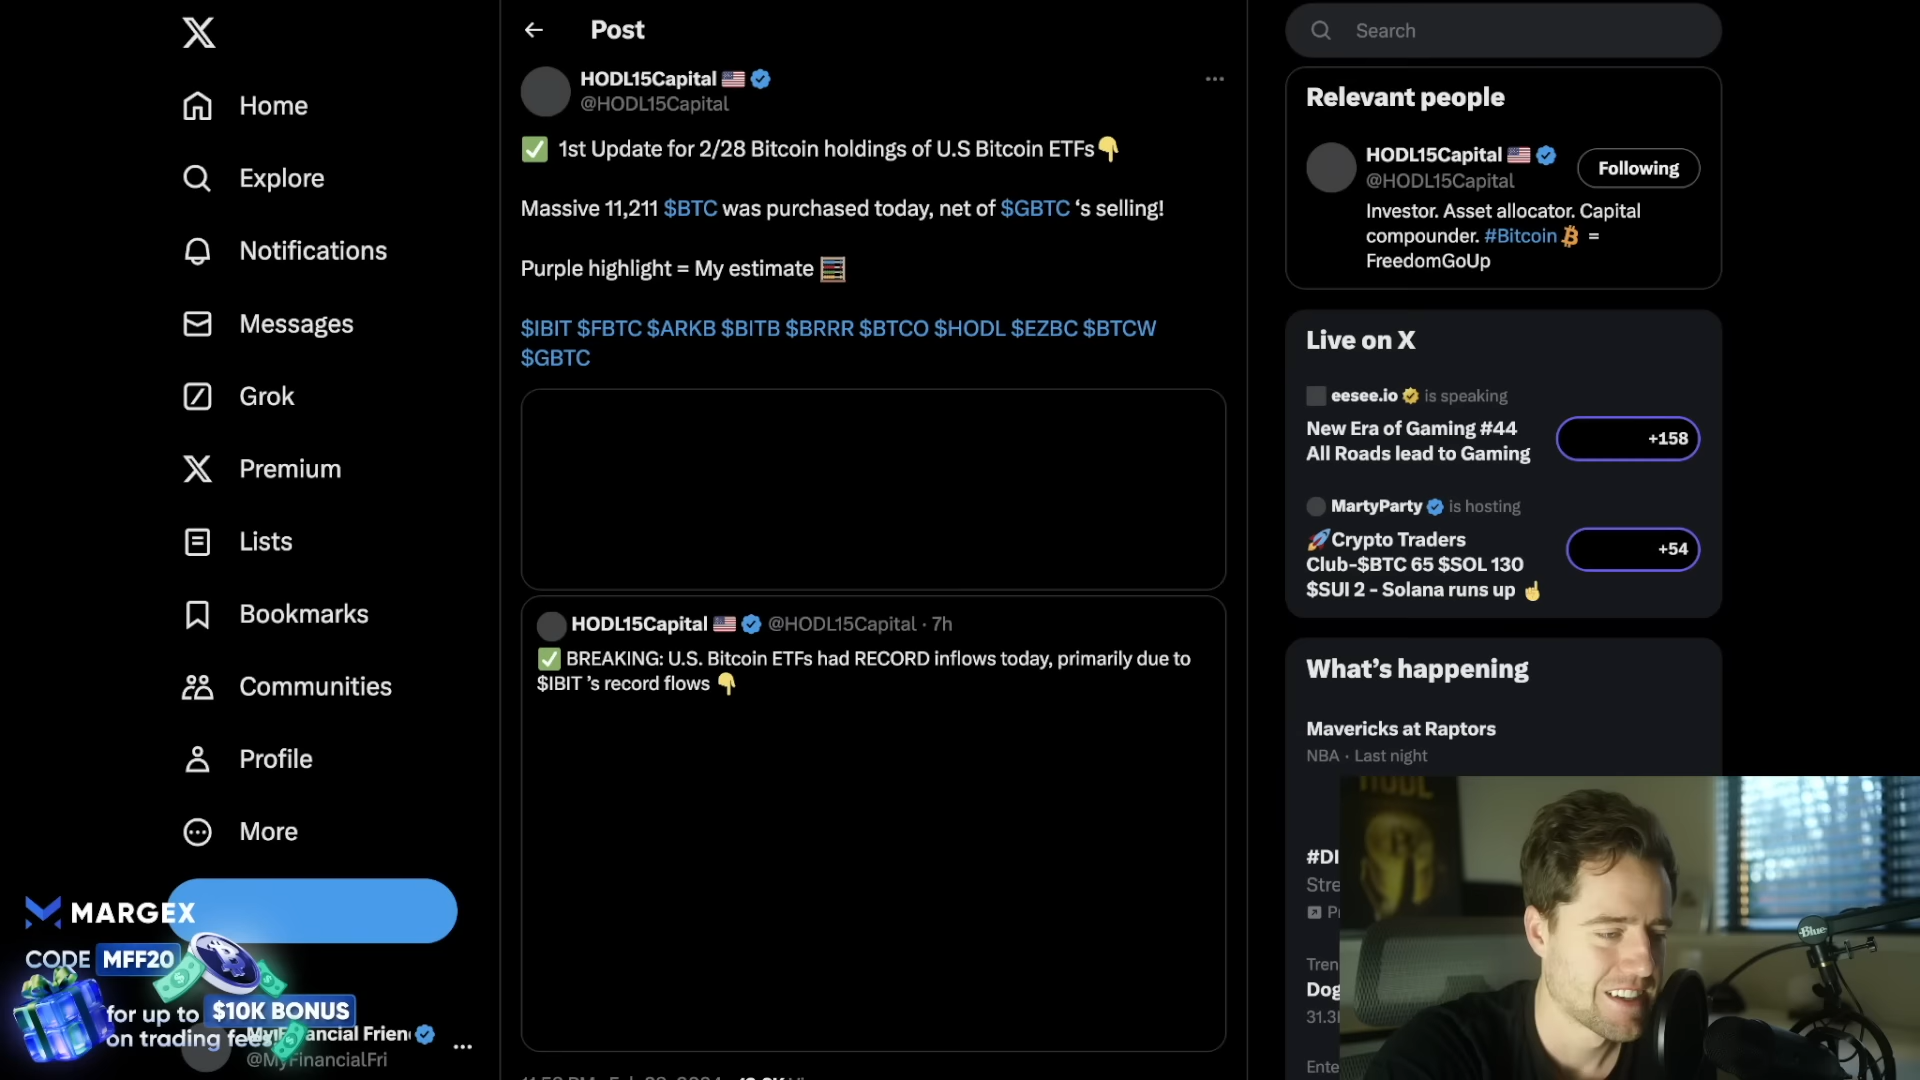 Home
Explore
Notifications
Messages
Grok
Premium
Lists
Bookmarks
Communities
Profile
More
MARGEX
CODE MFF20
for up to $10K BONUS
on trading fees
@MyFinancialFri
Post
HODL15Capital
@HODL15Capital
1st Update for 2/28 Bitcoin holdings of U.S Bitcoin ETFs
Massive 11,211 $BTC was purchased today, net of $GBTC 's selling!
Purple highlight = My estimate
$IBIT $FBTC $ARKB $BITB $BRRR $BTCO $HODL $EZBC $BTCW
$GBTC
HODL15Capital @HODL15Capital · 7h
BREAKING: U.S. Bitcoin ETFs had RECORD inflows today, primarily due to
$IBIT 's record flows
Search
Relevant people
HODL15Capital
@HODL15Capital
Following
Investor. Asset allocator. Capital
compounder. #Bitcoin =
FreedomGoUp
Live on X
eesee.io is speaking
New Era of Gaming #44
All Roads lead to Gaming
+158
MartyParty is hosting
Crypto Traders
Club-$BTC 65 $SOL 130
$SUI 2 - Solana runs up
+54
What's happening
Mavericks at Raptors
NBA · Last night
HODL
Blue